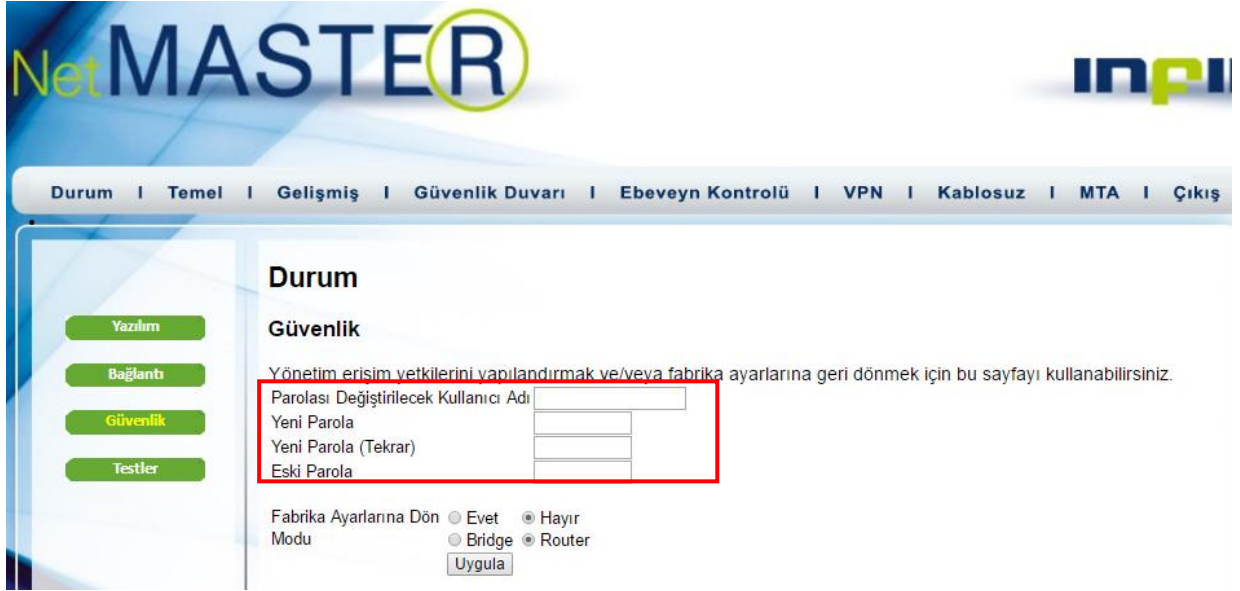 NetMASTER
Durum | Temel | Gelişmiş | Güvenlik Duvarı | Ebeveyn Kontrolü | VPN | Kablosuz | MTA | Çıkış
Yazılım
Bağlantı
Güvenlik
Testler
Durum
Güvenlik
Yönetim erişim yetkilerini yapılandırmak ve/veya fabrika ayarlarına geri dönmek için bu sayfayı kullanabilirsiniz.
Parolası Değiştirilecek Kullanıcı Adı
Yeni Parola
Yeni Parola (Tekrar)
Eski Parola
Fabrika Ayarlarına Dön Evet Hayır
Modu Bridge Router
Uygula